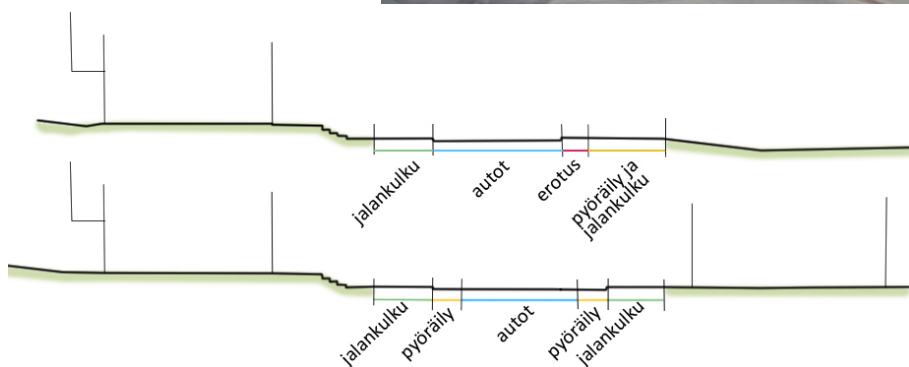 jalankulku
autot
erotus
pyöräily ja
jalankulku
jalankulku
pyöräily
autot
pyöräily
jalankulku